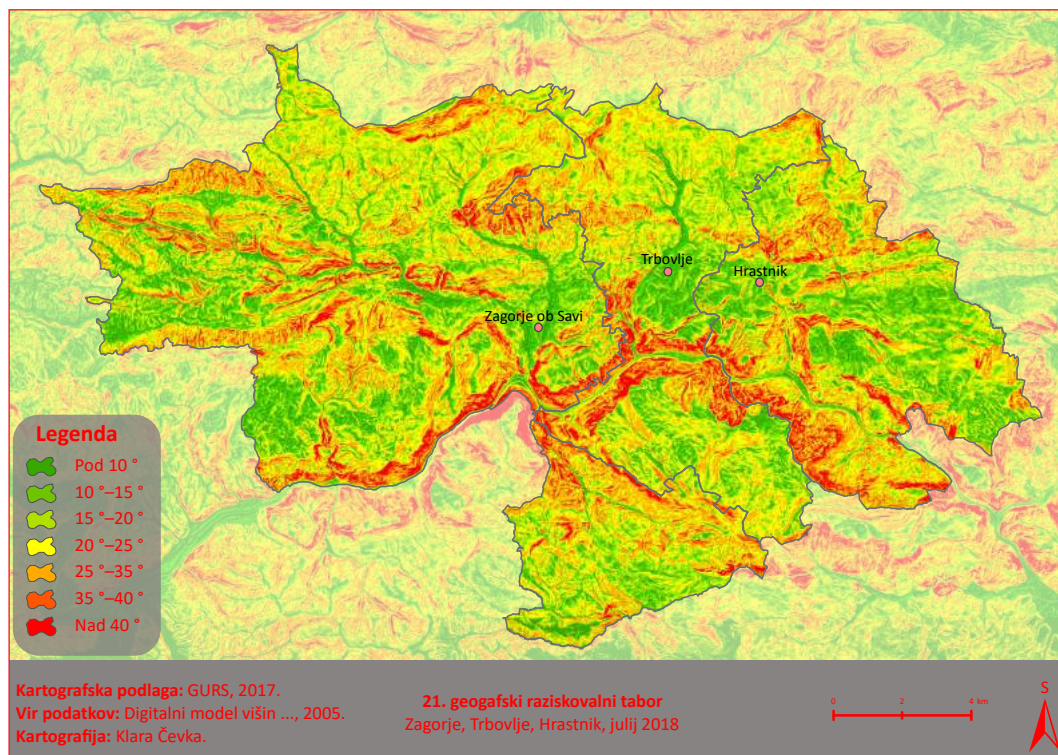 Trbovlje
Hrastnik
Zagorje ob Savi
Legenda
Pod 10 °
10 °–15 °
15 °–20 °
20 °–25 °
25 °–35 °
35 °–40 °
Nad 40 °
Kartografska podlaga: GURS, 2017.
Vir podatkov: Digitalni model višin ..., 2005.
Kartografija: Klara Čevka.
21. geogafski raziskovalni tabor
Zagorje, Trbovlje, Hrastnik, julij 2018
0 2 4 km
S